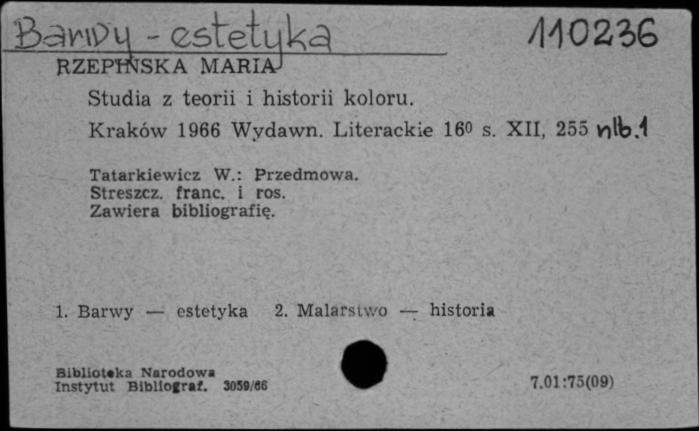 Barwy - estetyka 110236
RZEPIŃSKA MARIA
Studia z teorii i historii koloru.
Kraków 1966 Wydawn. Literackie 16⁰ s. XII, 255 nlb.1
Tatarkiewicz W.: Przedmowa.
Streszcz. franc. i ros.
Zawiera bibliografię.
1. Barwy — estetyka 2. Malarstwo — historia
Biblioteka Narodowa
Instytut Bibliograf. 3059/66 7.01:75(09)